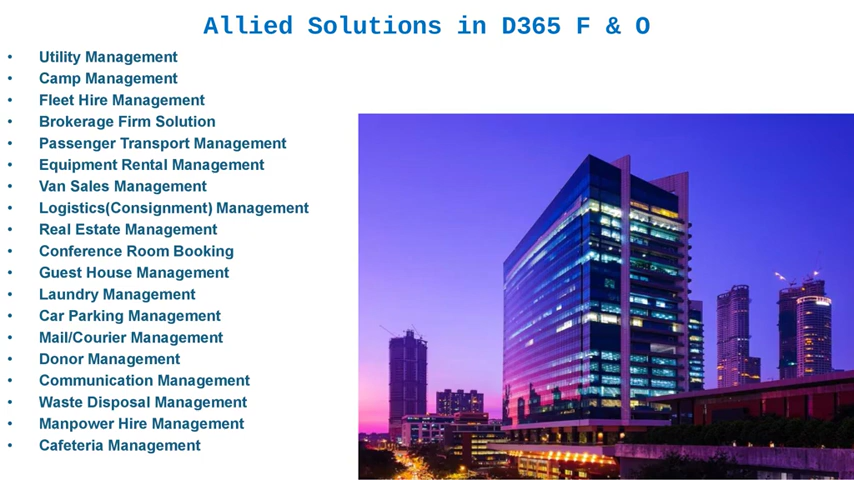 Allied Solutions in D365 F & O
• Utility Management
• Camp Management
• Fleet Hire Management
• Brokerage Firm Solution
• Passenger Transport Management
• Equipment Rental Management
• Van Sales Management
• Logistics(Consignment) Management
• Real Estate Management
• Conference Room Booking
• Guest House Management
• Laundry Management
• Car Parking Management
• Mail/Courier Management
• Donor Management
• Communication Management
• Waste Disposal Management
• Manpower Hire Management
• Cafeteria Management